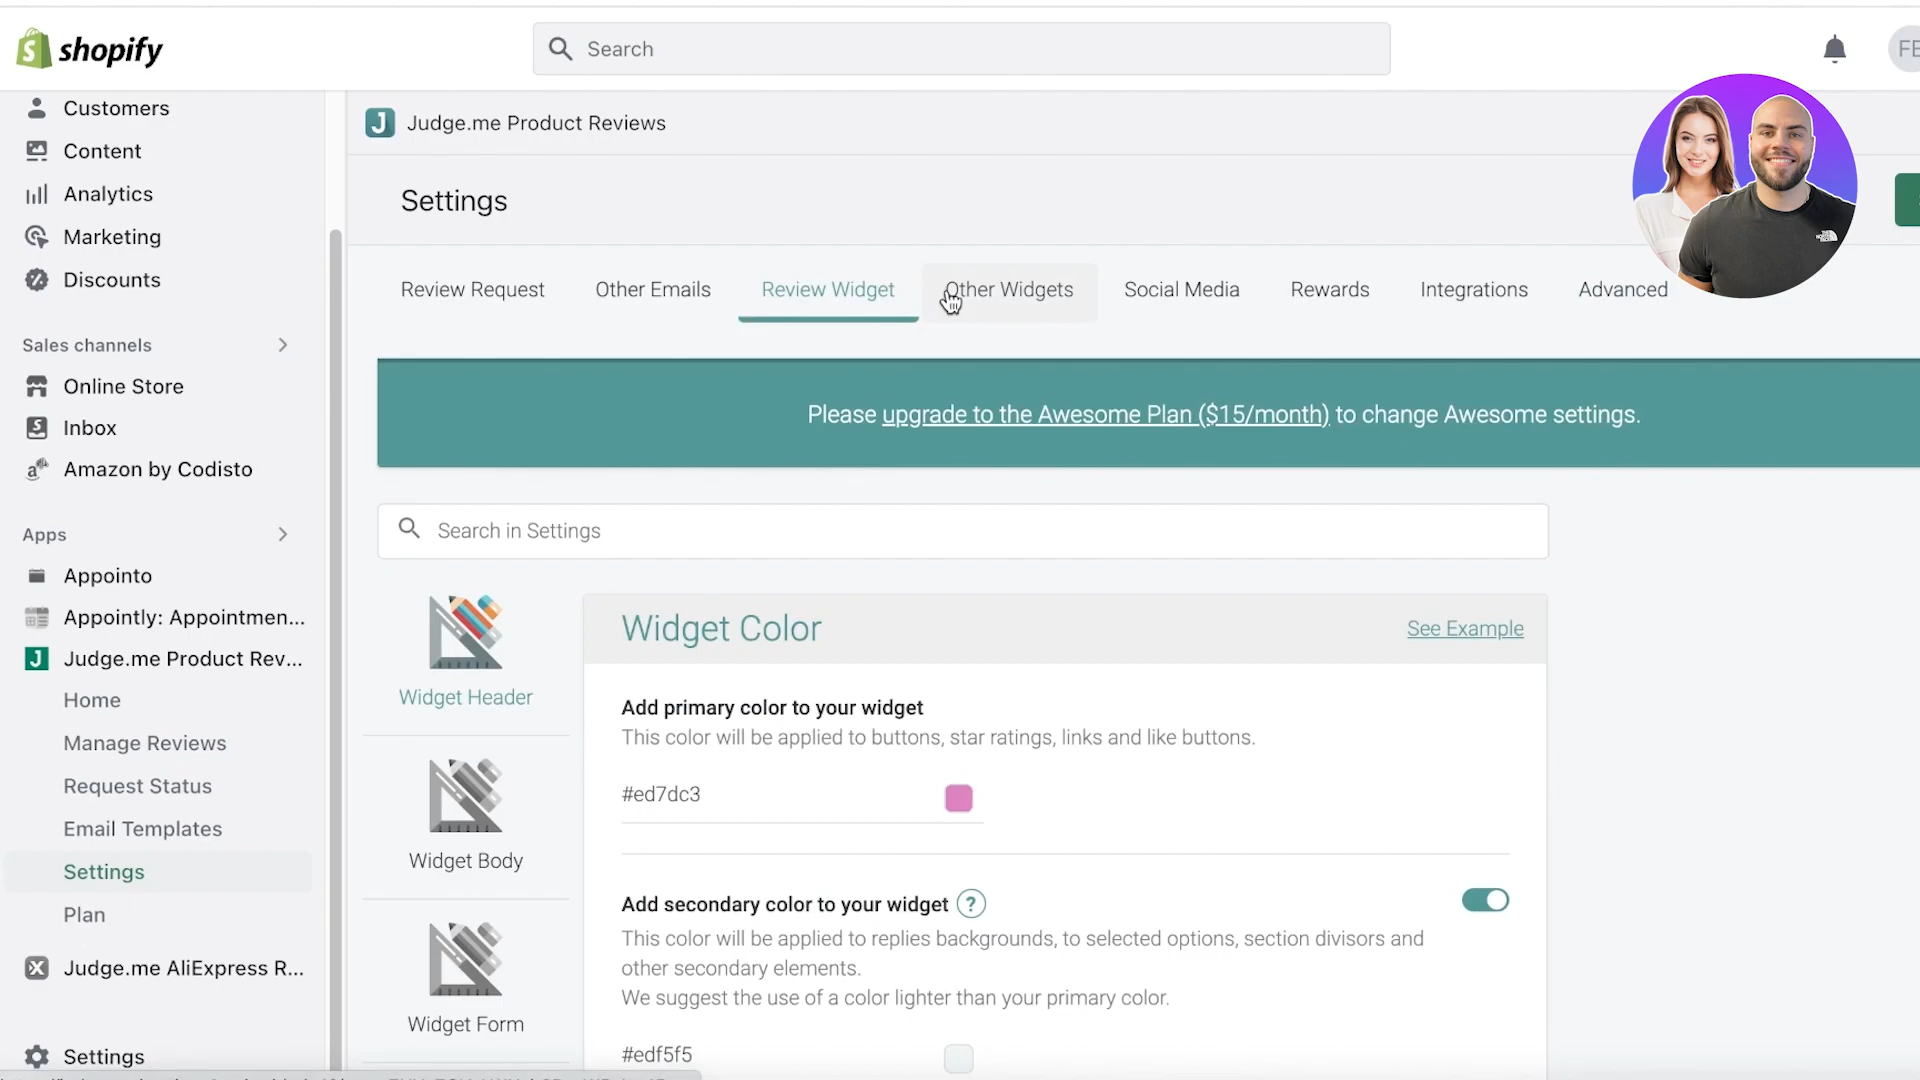 shopify
Search
FE
Customers
Content
Analytics
Marketing
Discounts
Sales channels
Online Store
Inbox
Amazon by Codisto
Apps
Appointo
Appointly: Appointmen...
Judge.me Product Rev...
Home
Manage Reviews
Request Status
Email Templates
Settings
Plan
Judge.me AliExpress R...
Settings
J Judge.me Product Reviews
Settings
Review Request
Other Emails
Review Widget
Other Widgets
Social Media
Rewards
Integrations
Advanced
Please upgrade to the Awesome Plan ($15/month) to change Awesome settings.
Search in Settings
Widget Header
Widget Body
Widget Form
Widget Color
See Example
Add primary color to your widget
This color will be applied to buttons, star ratings, links and like buttons.
#ed7dc3
Add secondary color to your widget ?
This color will be applied to replies backgrounds, to selected options, section divisors and
other secondary elements.
We suggest the use of a color lighter than your primary color.
#edf5f5